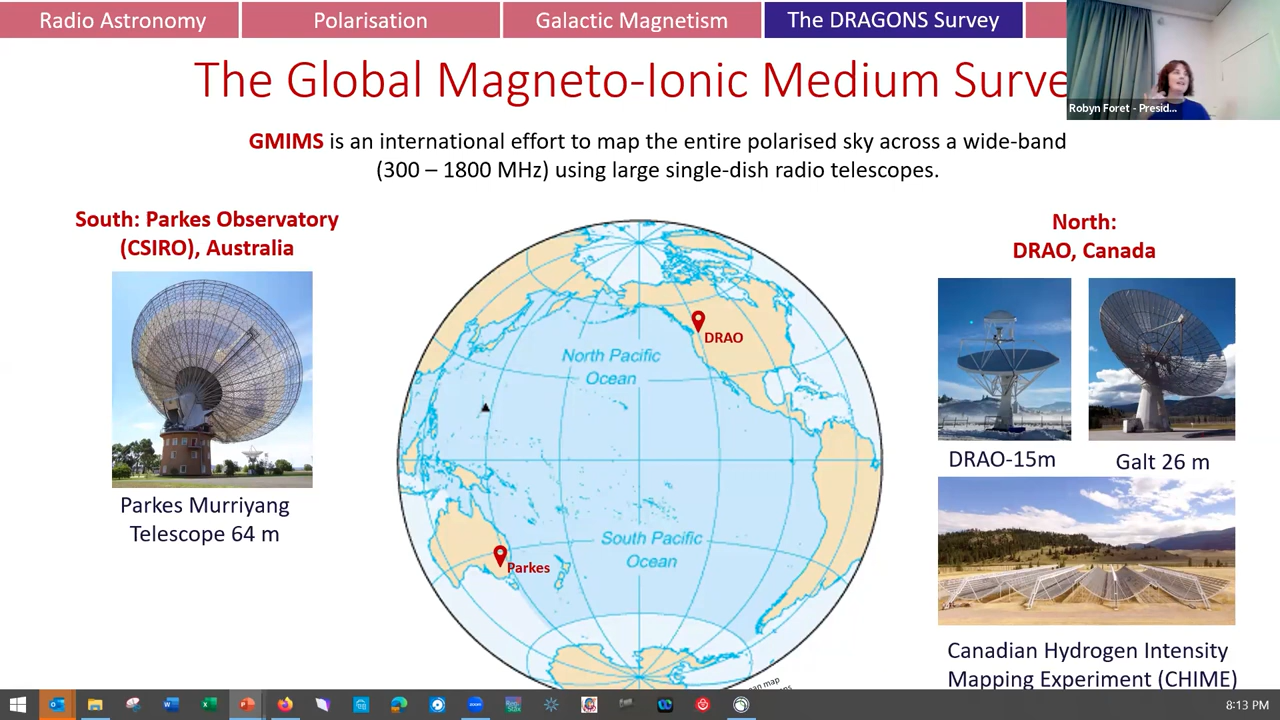 Radio Astronomy
Polarisation
Galactic Magnetism
The DRAGONS Survey
Robyn Foret - Presid...
The Global Magneto-Ionic Medium Surve
GMIMS is an international effort to map the entire polarised sky across a wide-band
(300 – 1800 MHz) using large single-dish radio telescopes.
South: Parkes Observatory
(CSIRO), Australia
Parkes Murriyang
Telescope 64 m
North Pacific
Ocean
DRAO
South Pacific
Ocean
Parkes
North:
DRAO, Canada
DRAO-15m
Galt 26 m
Canadian Hydrogen Intensity
Mapping Experiment (CHIME)
8:13 PM